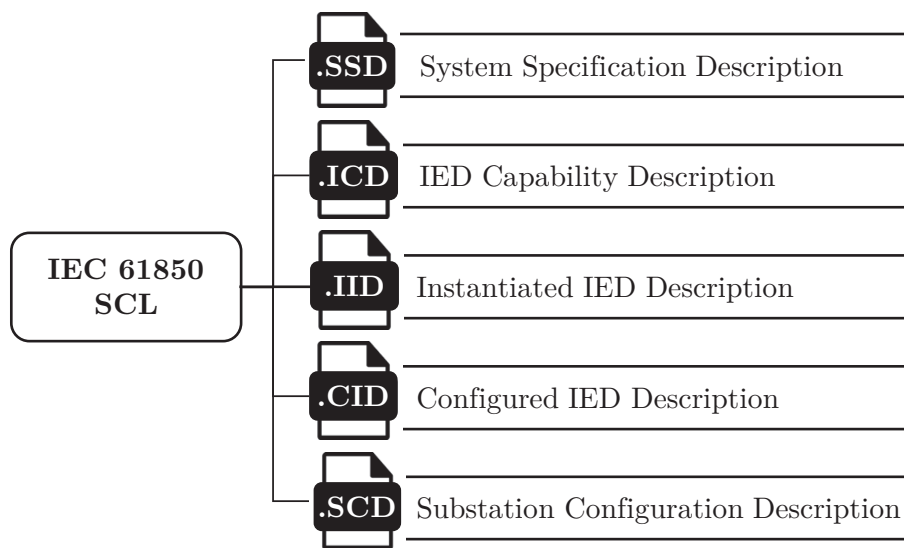 .SSD System Specification Description
.ICD IED Capability Description
IEC 61850
SCL
.IID Instantiated IED Description
.CID Configured IED Description
.SCD Substation Configuration Description